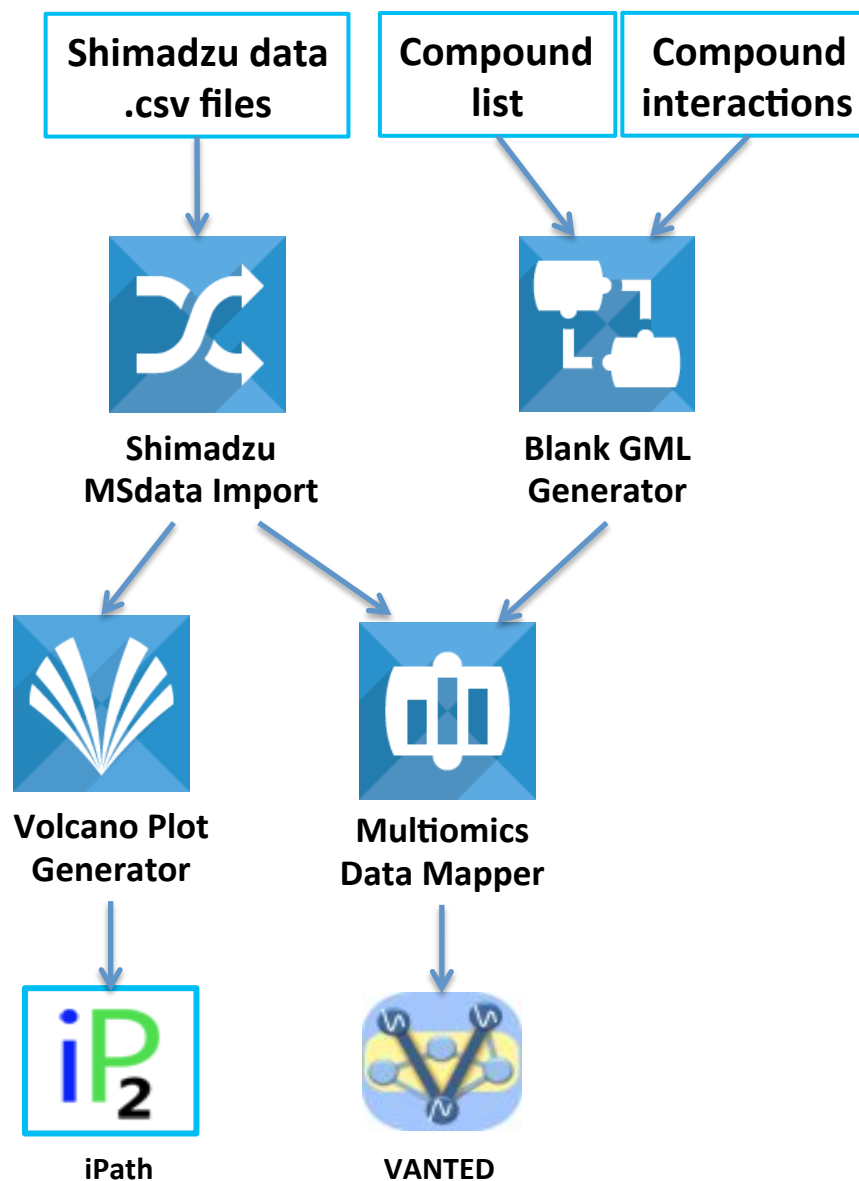 Shimadzu data
.csv files
Compound
list
Compound
interactions
Shimadzu
MSdata Import
Blank GML
Generator
Volcano Plot
Generator
Multiomics
Data Mapper
iP2
iPath
VANTED